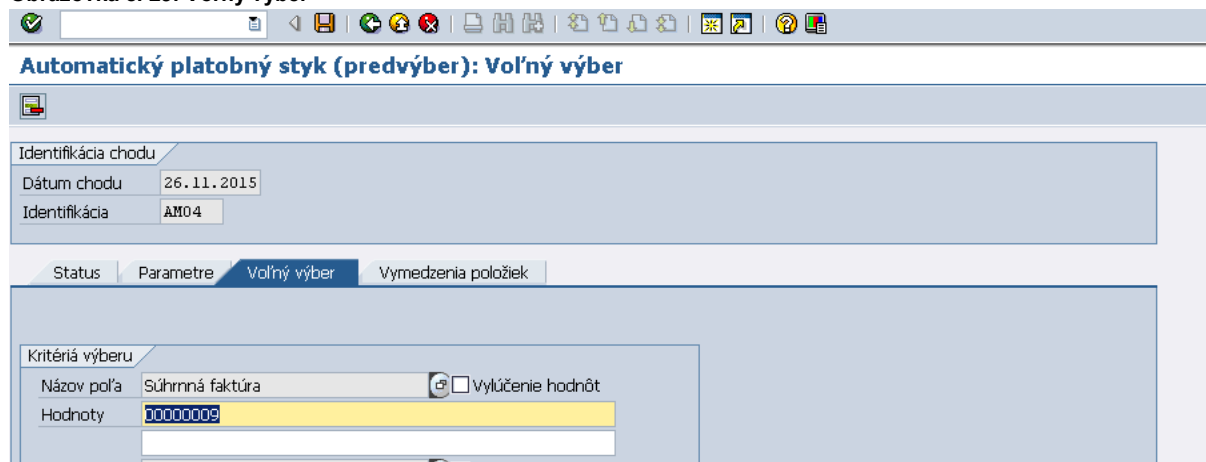 Automatický platobný styk (predvýber): Voľný výber
Identifikácia chodu
Dátum chodu 26.11.2015
Identifikácia AM04
Status Parametre Voľný výber Vymedzenia položiek
Kritériá výberu
Názov poľa Súhrnná faktúra Vylúčenie hodnôt
Hodnoty 00000009